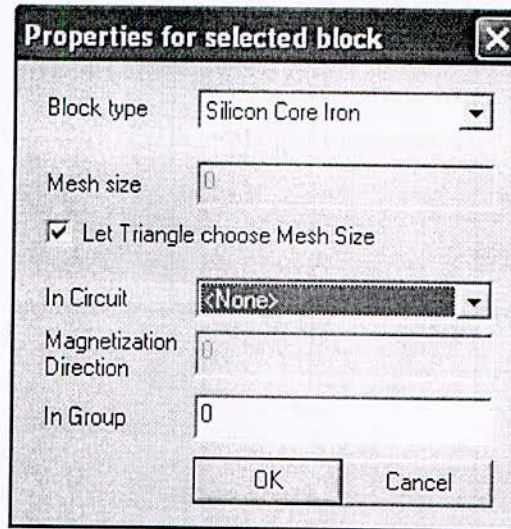 Properties for selected block
Block type Silicon Core Iron
Mesh size 0
Let Triangle choose Mesh Size
In Circuit <None>
Magnetization
Direction 0
In Group 0
OK Cancel